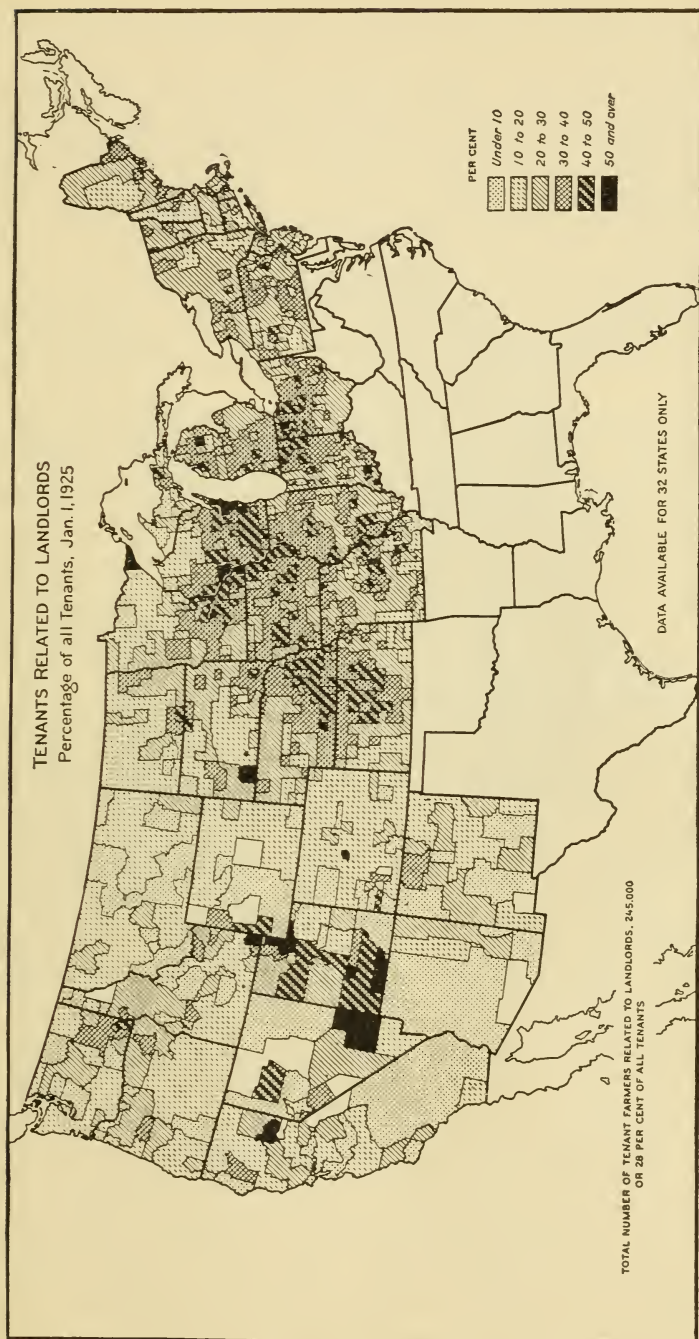 TENANTS RELATED TO LANDLORDS
Percentage of all Tenants, Jan. 1, 1925
PER CENT
Under 10
10 to 20
20 to 30
30 to 40
40 to 50
50 and over
DATA AVAILABLE FOR 32 STATES ONLY
TOTAL NUMBER OF TENANT FARMERS RELATED TO LANDLORDS, 245,000
OR 28 PER CENT OF ALL TENANTS